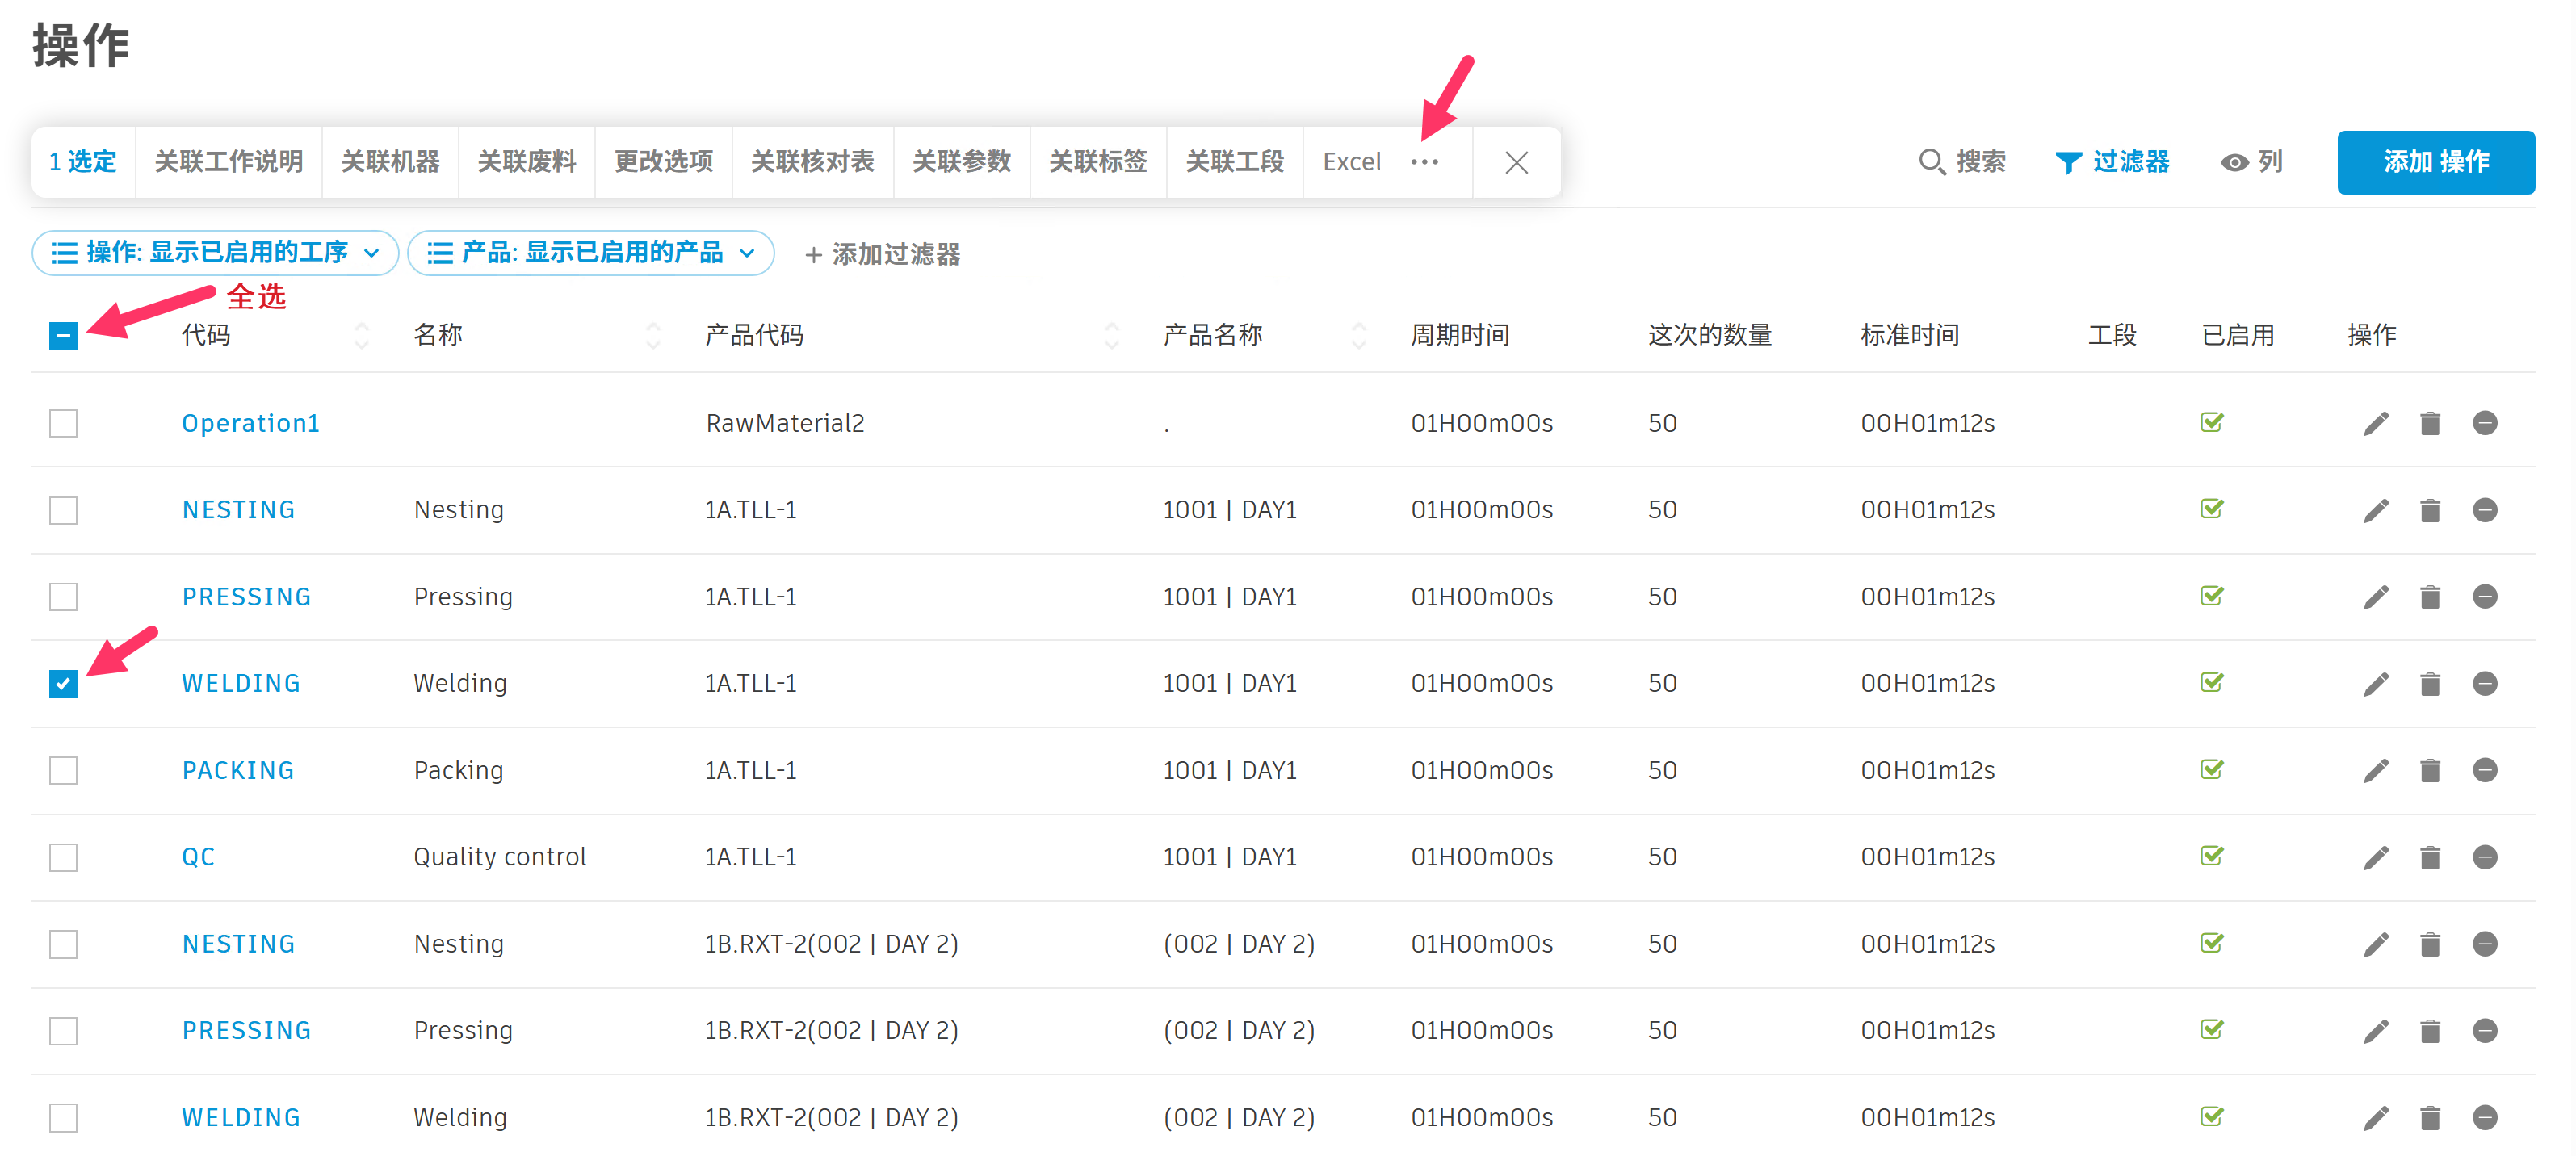 操作
1 选定 关联工作说明 关联机器 关联废料 更改选项 关联核对表 关联参数 关联标签 关联工段 Excel ••• 搜索 过滤器 列 添加 操作
操作: 显示已启用的工序 产品: 显示已启用的产品 + 添加过滤器
全选
代码 名称 产品代码 产品名称 周期时间 这次的数量 标准时间 工段 已启用 操作
Operation1 RawMaterial2 . 01H00m00s 50 00H01m12s
NESTING Nesting 1A.TLL-1 1001 | DAY1 01H00m00s 50 00H01m12s
PRESSING Pressing 1A.TLL-1 1001 | DAY1 01H00m00s 50 00H01m12s
WELDING Welding 1A.TLL-1 1001 | DAY1 01H00m00s 50 00H01m12s
PACKING Packing 1A.TLL-1 1001 | DAY1 01H00m00s 50 00H01m12s
QC Quality control 1A.TLL-1 1001 | DAY1 01H00m00s 50 00H01m12s
NESTING Nesting 1B.RXT-2(002 | DAY 2) (002 | DAY 2) 01H00m00s 50 00H01m12s
PRESSING Pressing 1B.RXT-2(002 | DAY 2) (002 | DAY 2) 01H00m00s 50 00H01m12s
WELDING Welding 1B.RXT-2(002 | DAY 2) (002 | DAY 2) 01H00m00s 50 00H01m12s